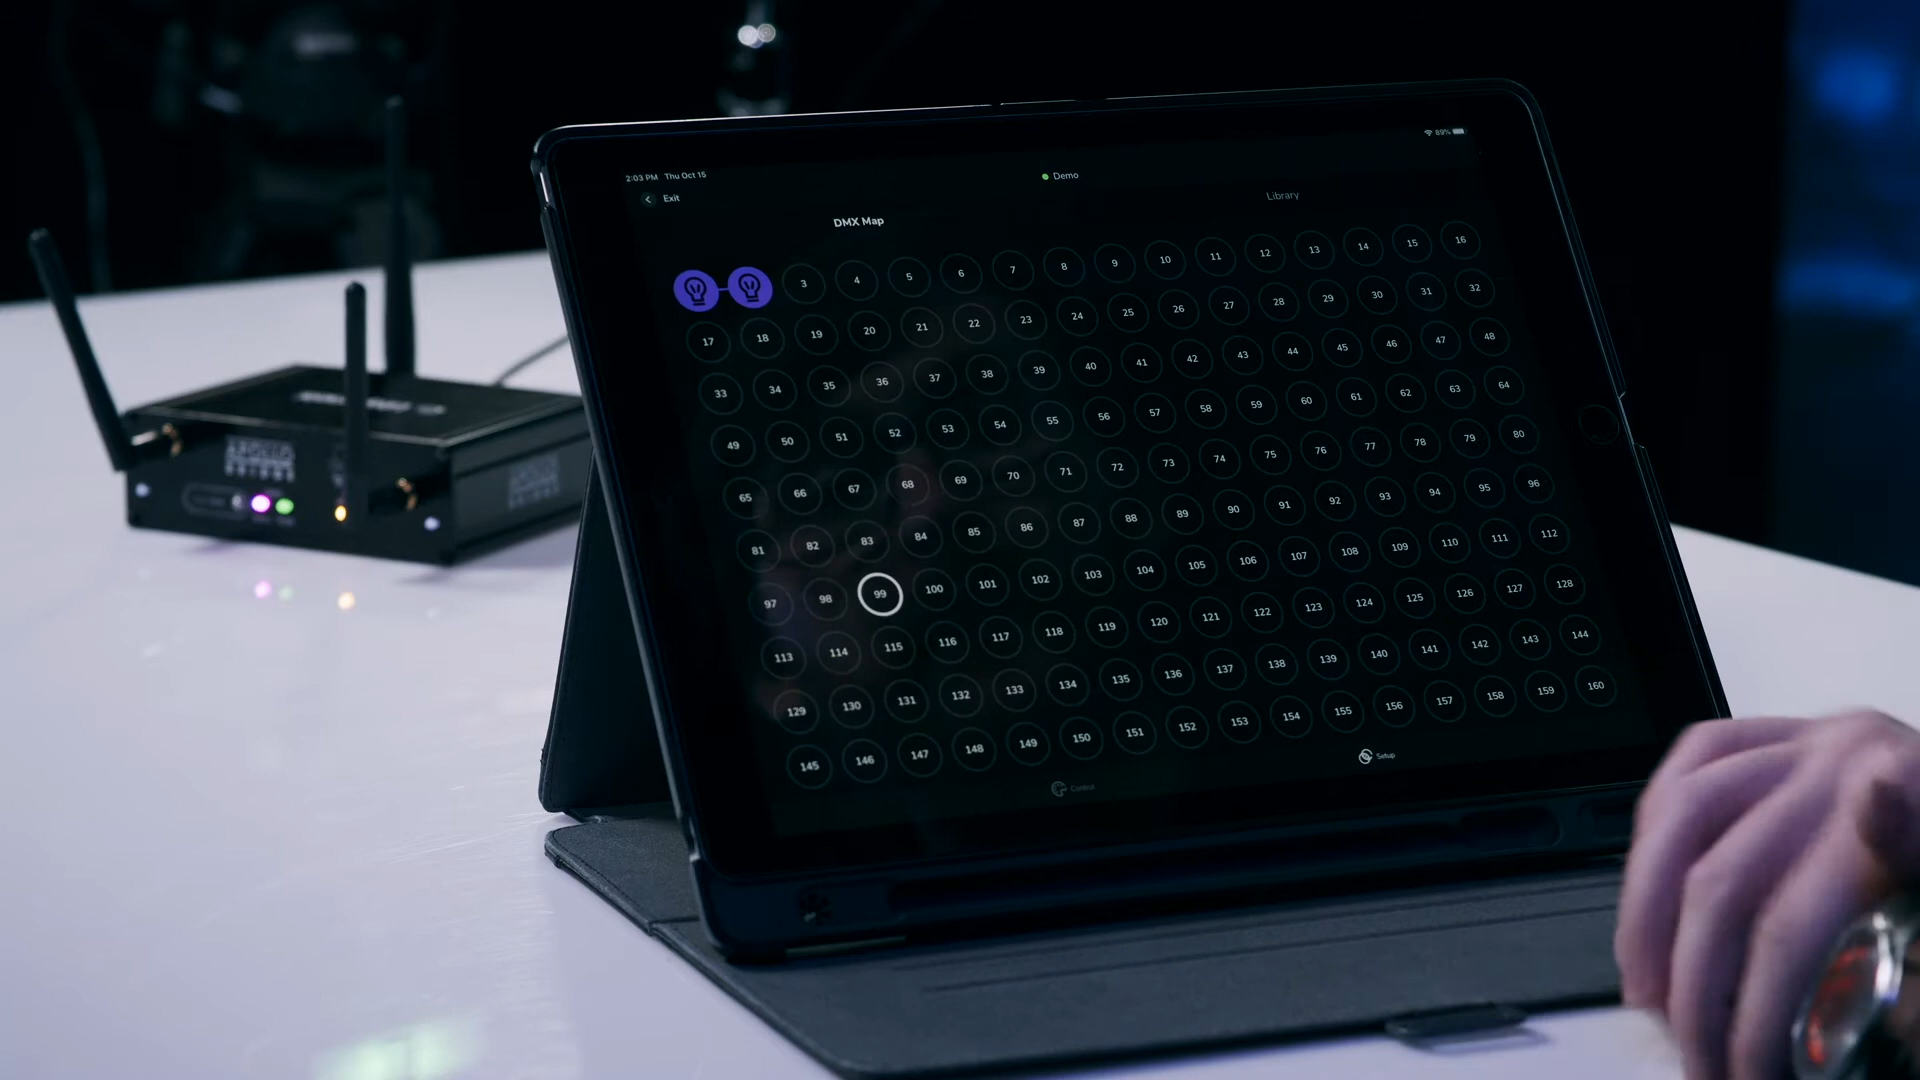 2:03 PM Thu Oct 15
89%
Exit
Demo
DMX Map
Library
3 4 5 6 7 8 9 10 11 12 13 14 15 16
17 18 19 20 21 22 23 24 25 26 27 28 29 30 31 32
33 34 35 36 37 38 39 40 41 42 43 44 45 46 47 48
49 50 51 52 53 54 55 56 57 58 59 60 61 62 63 64
65 66 67 68 69 70 71 72 73 74 75 76 77 78 79 80
81 82 83 84 85 86 87 88 89 90 91 92 93 94 95 96
97 98 99 100 101 102 103 104 105 106 107 108 109 110 111 112
113 114 115 116 117 118 119 120 121 122 123 124 125 126 127 128
129 130 131 132 133 134 135 136 137 138 139 140 141 142 143 144
145 146 147 148 149 150 151 152 153 154 155 156 157 158 159 160
Control
Setup